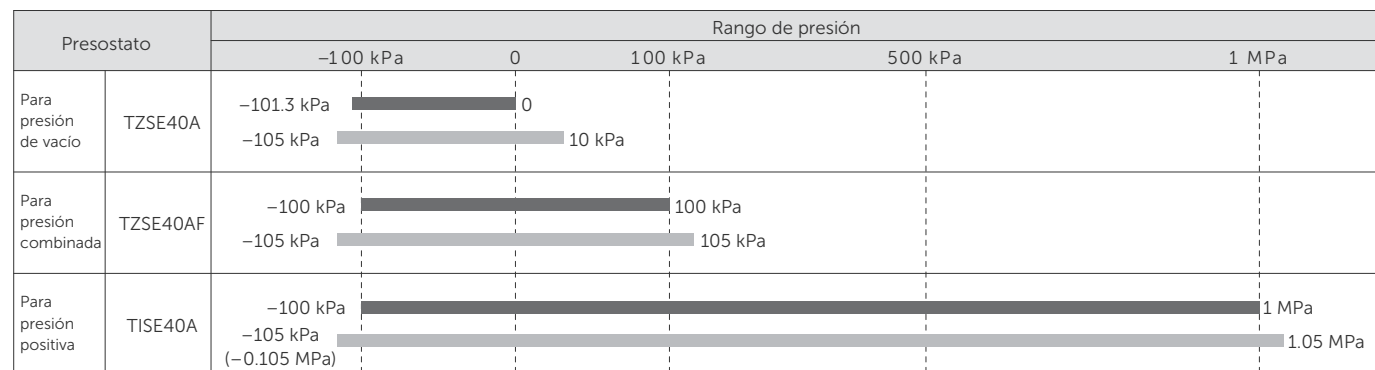 Presostato
Rango de presión
–100 kPa 0 100 kPa 500 kPa 1 MPa
Para
presión
de vacío
TZSE40A
–101.3 kPa 0
–105 kPa 10 kPa
Para
presión
combinada
TZSE40AF
–100 kPa 100 kPa
–105 kPa 105 kPa
Para
presión
positiva
TISE40A
–100 kPa 1 MPa
–105 kPa 1.05 MPa
(–0.105 MPa)